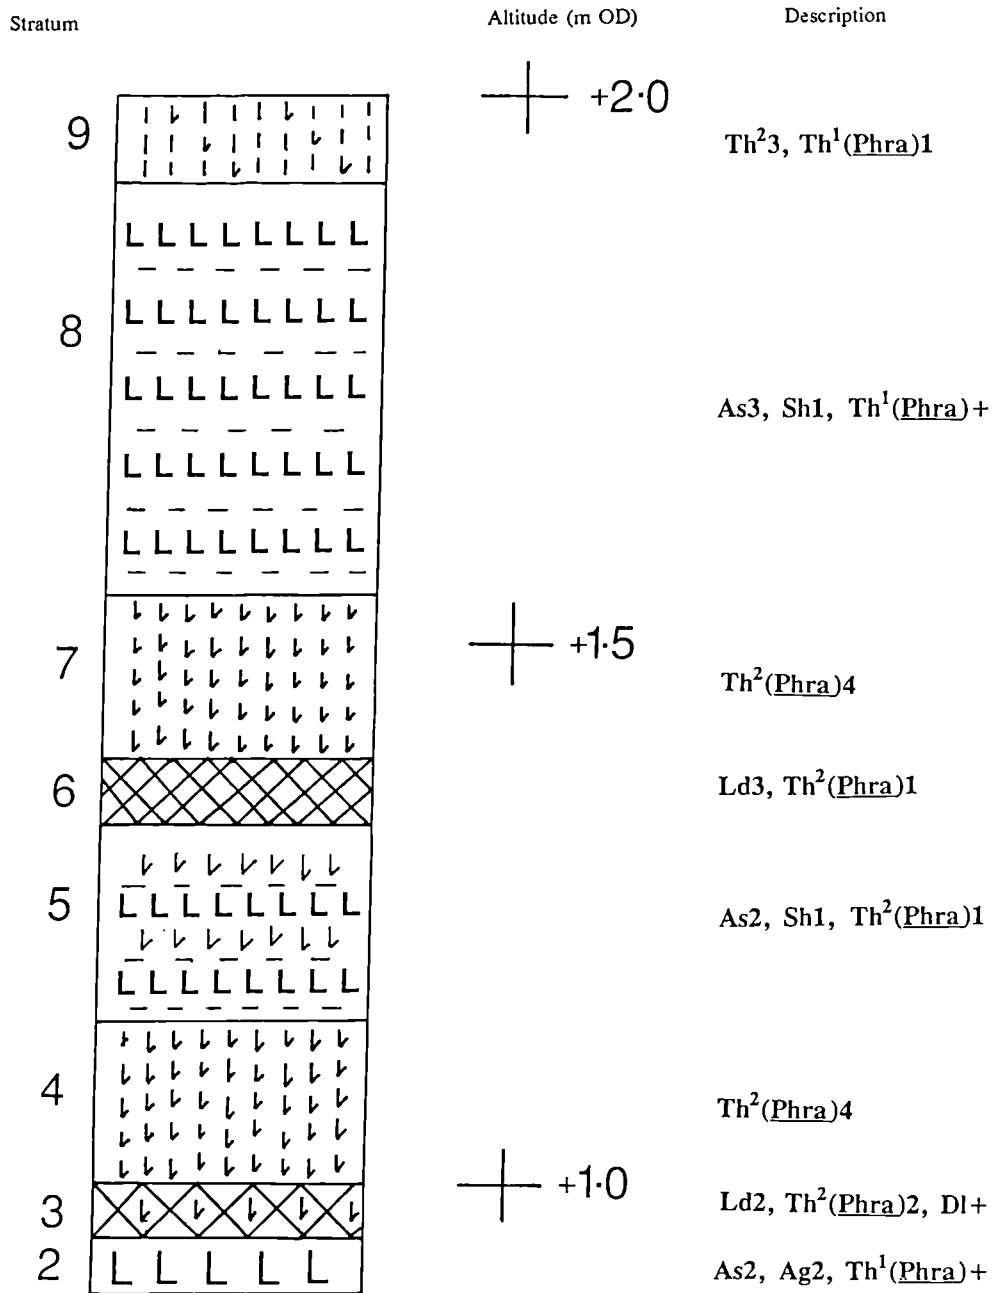 Stratum Altitude (m OD) Description
+2·0
9 Th²3, Th¹(Phra)1
8 As3, Sh1, Th¹(Phra)+
+1·5
7 Th²(Phra)4
6 Ld3, Th²(Phra)1
5 As2, Sh1, Th²(Phra)1
4 Th²(Phra)4
+1·0
3 Ld2, Th²(Phra)2, Dl+
2 As2, Ag2, Th¹(Phra)+